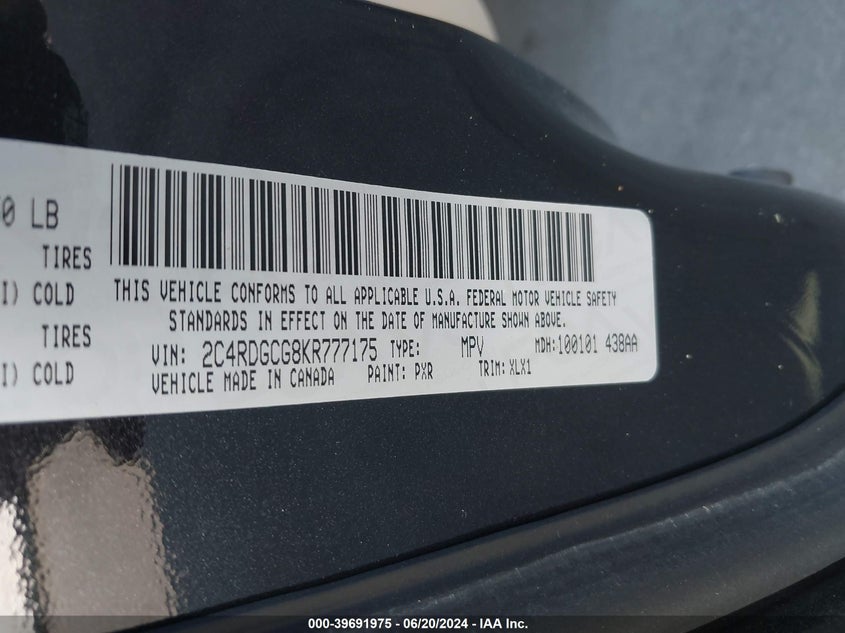 0 LB
TIRES
I) COLD
TIRES
I) COLD
THIS VEHICLE CONFORMS TO ALL APPLICABLE U.S.A. FEDERAL MOTOR VEHICLE SAFETY
STANDARDS IN EFFECT ON THE DATE OF MANUFACTURE SHOWN ABOVE.
VIN: 2C4RDGCG8KR777175 TYPE: MPV MDH:100101 438AA
VEHICLE MADE IN CANADA PAINT: PXR TRIM: XLX1
000-39691975 - 06/20/2024 - IAA Inc.